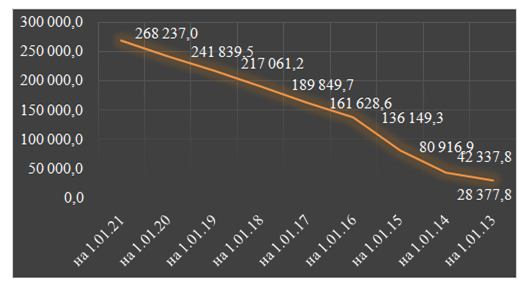 300 000,0
250 000,0
200 000,0
150 000,0
100 000,0
50 000,0
0,0
268 237,0
241 839,5
217 061,2
189 849,7
161 628,6
136 149,3
80 916,9
42 337,8
28 377,8
на 1.01.21
на 1.01.20
на 1.01.19
на 1.01.18
на 1.01.17
на 1.01.16
на 1.01.15
на 1.01.14
на 1.01.13